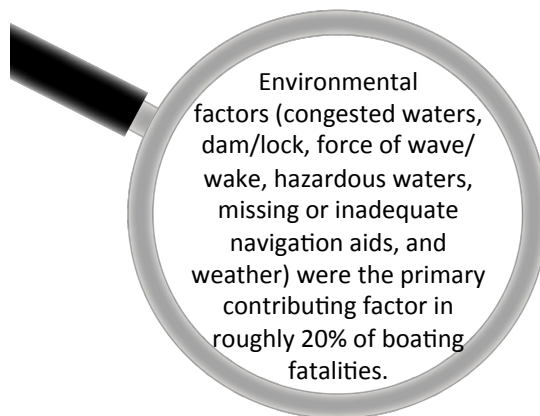 Environmental
factors (congested waters,
dam/lock, force of wave/
wake, hazardous waters,
missing or inadequate
navigation aids, and
weather) were the primary
contributing factor in
roughly 20% of boating
fatalities.